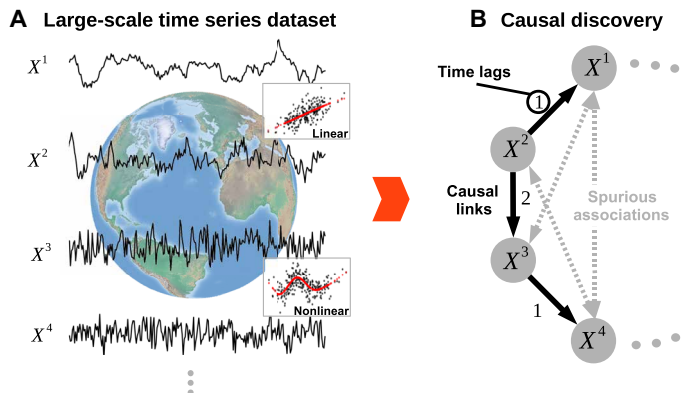 A Large-scale time series dataset
X¹
Linear
X²
X³
Nonlinear
X⁴
B Causal discovery
X¹
Time lags
1
X²
Causal
links
2
Spurious
associations
X³
1
X⁴